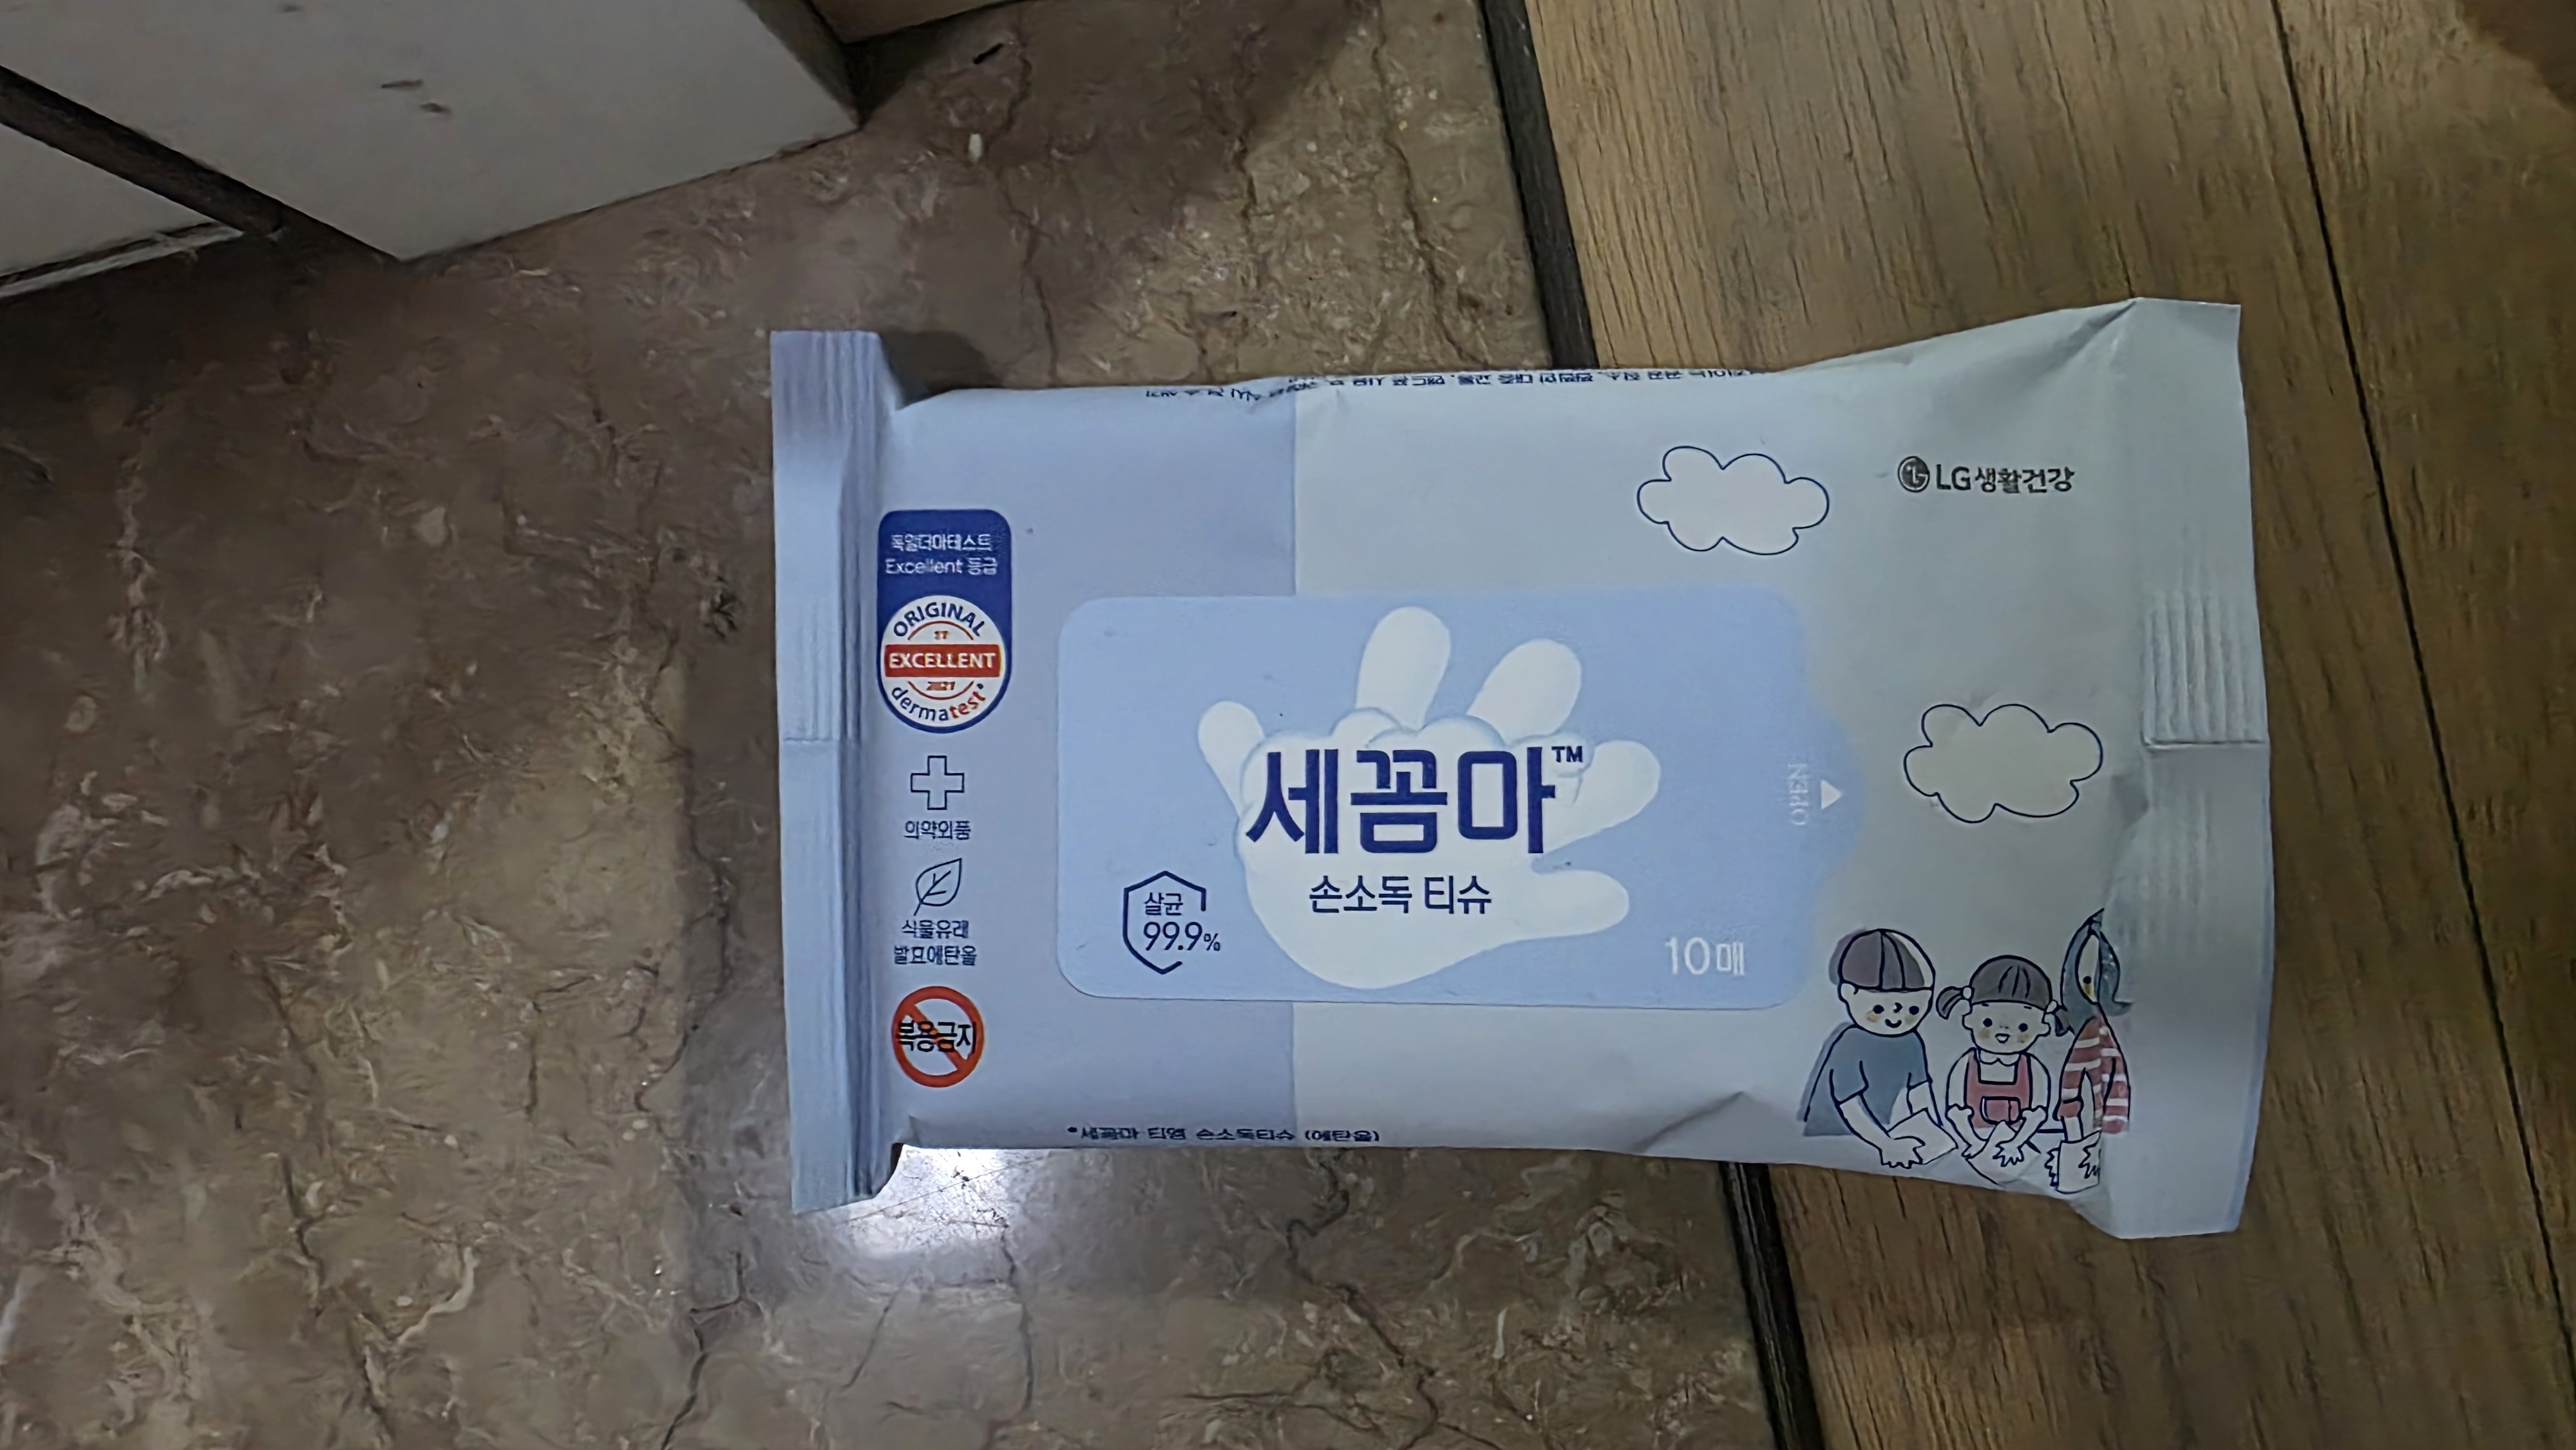 LG생활건강
독일더마테스트
Excellent 등급
ORIGINAL
EXCELLENT
2021
dermatest
의약외품
식물유래
발효에탄올
복용금지
세꼼마™
손소독 티슈
살균
99.9%
10매
OPEN
*세꼼마 티엠 손소독티슈 (에탄올)